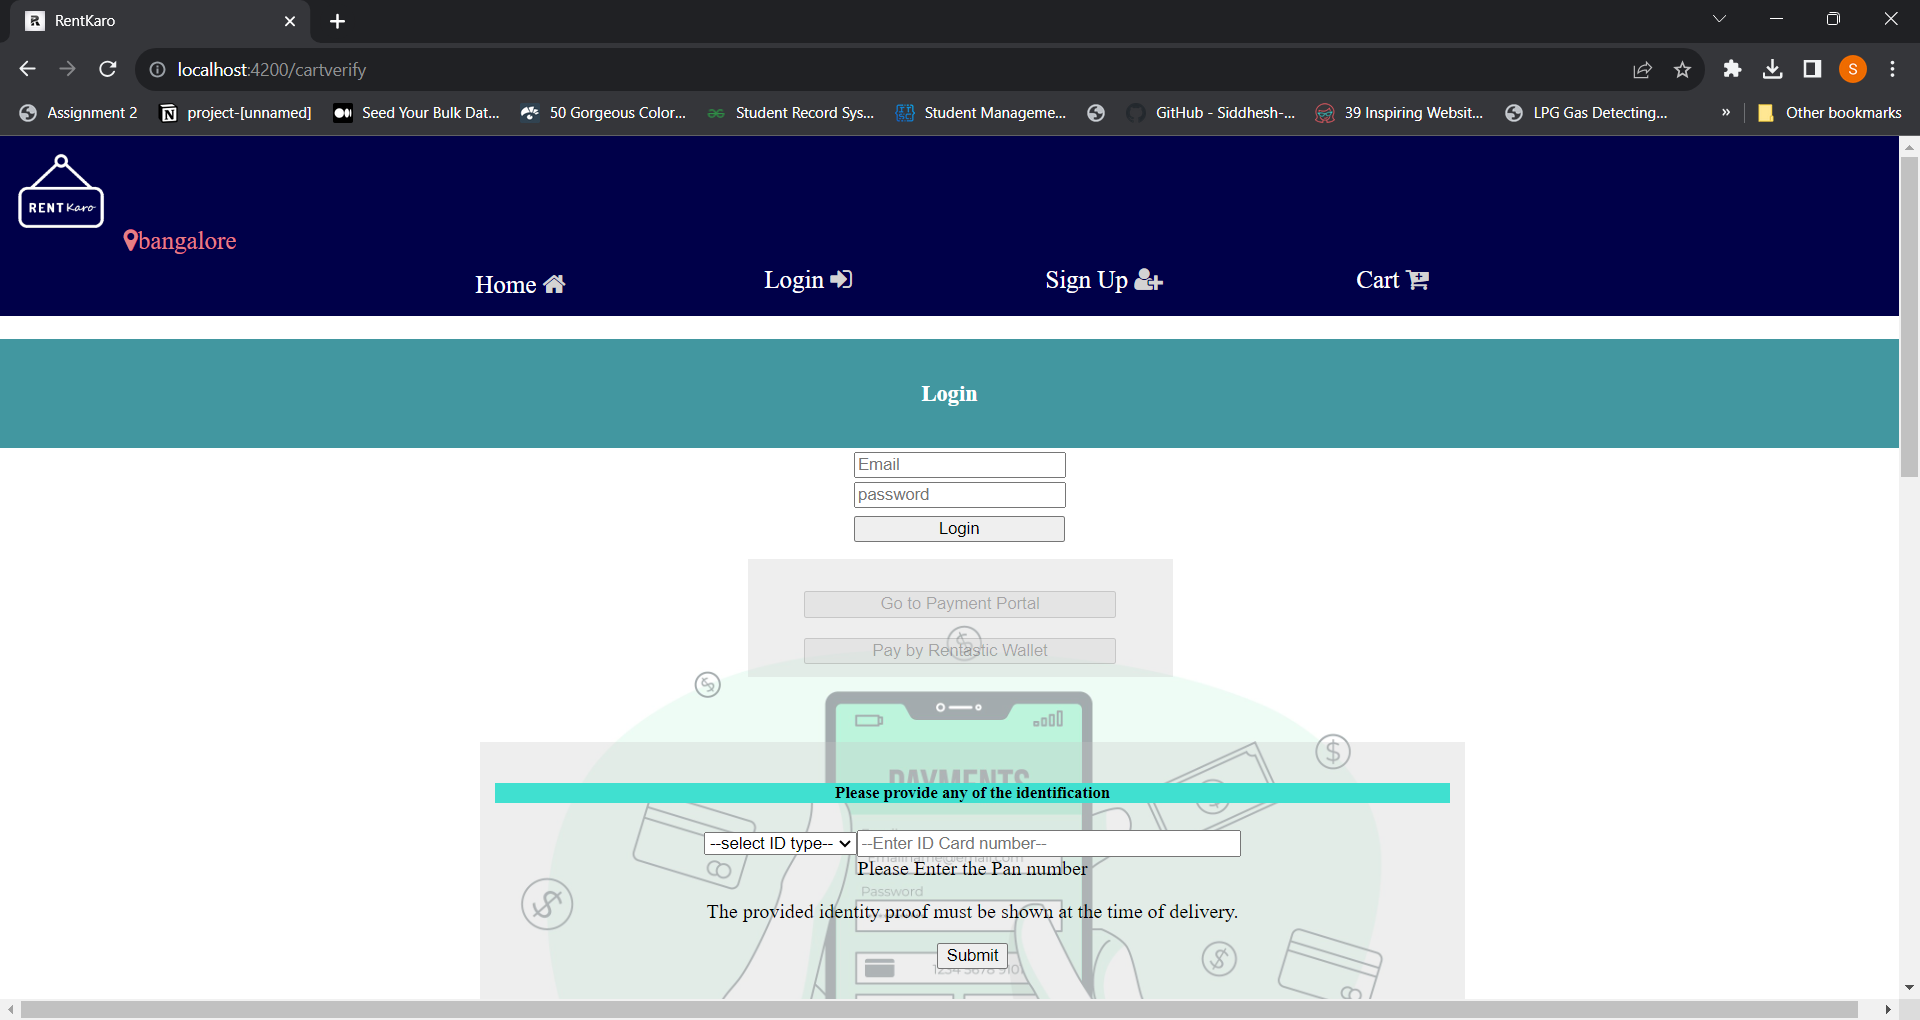 RentKaro
localhost:4200/cartverify
S
Assignment 2
project-[unnamed]
Seed Your Bulk Dat...
50 Gorgeous Color...
Student Record Sys...
Student Manageme...
GitHub - Siddhesh-...
39 Inspiring Websit...
LPG Gas Detecting...
»
Other bookmarks
RENT Karo
bangalore
Home
Login
Sign Up
Cart
Login
Email
password
Login
Go to Payment Portal
Pay by Rentastic Wallet
PAYMENTS
Please provide any of the identification
--select ID type--
--Enter ID Card number--
Please Enter the Pan number
Password
The provided identity proof must be shown at the time of delivery.
Submit